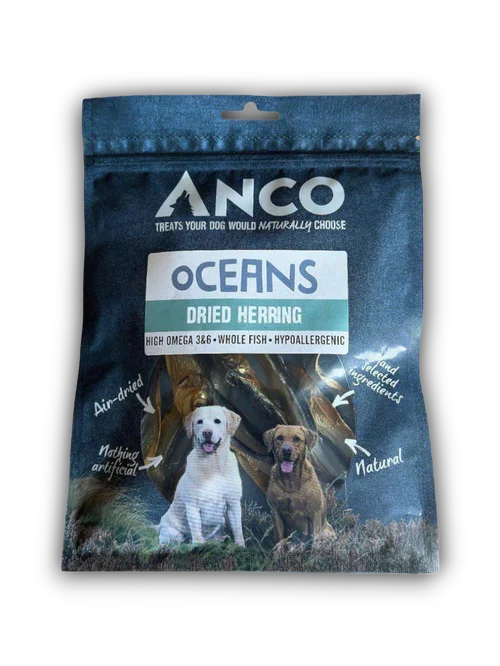 ANCO
TREATS YOUR DOG WOULD NATURALLY CHOOSE
OCEANS
DRIED HERRING
HIGH OMEGA 3&6 • WHOLE FISH • HYPOALLERGENIC
Air-dried
Nothing
artificial
and
selected
ingredients
Natural